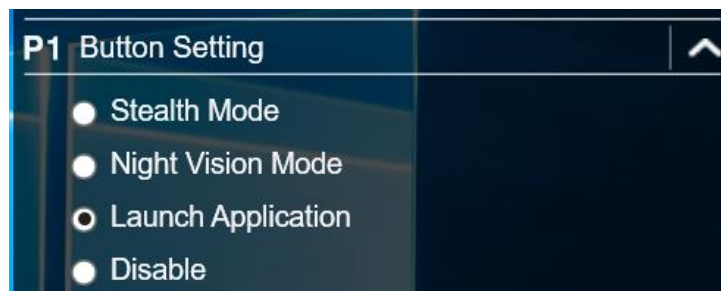 P1 Button Setting
Stealth Mode
Night Vision Mode
Launch Application
Disable